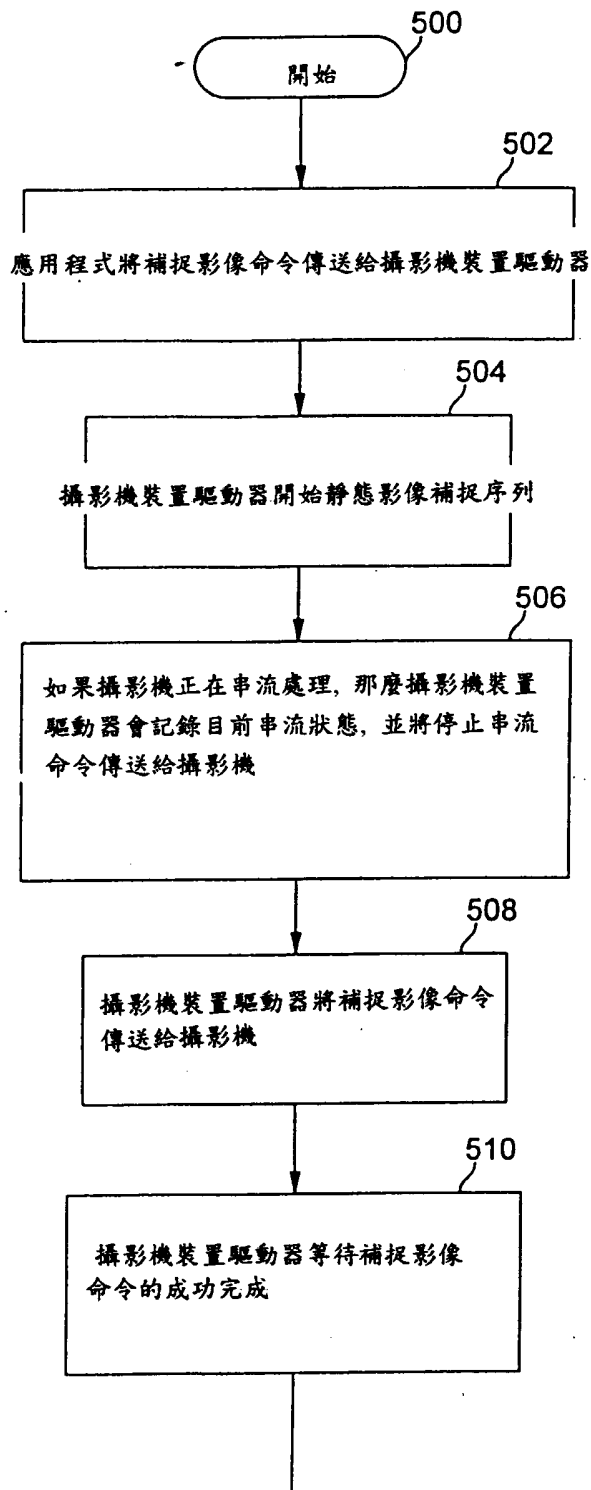 500
開始
502
應用程式將補捉影像命令傳送給攝影機裝置驅動器
504
攝影機裝置驅動器開始靜態影像補捉序列
506
如果攝影機正在串流處理, 那麼攝影機裝置
驅動器會記錄目前串流狀態, 並將停止串流
命令傳送給攝影機
508
攝影機裝置驅動器將補捉影像命令
傳送給攝影機
510
攝影機裝置驅動器等待補捉影像
命令的成功完成